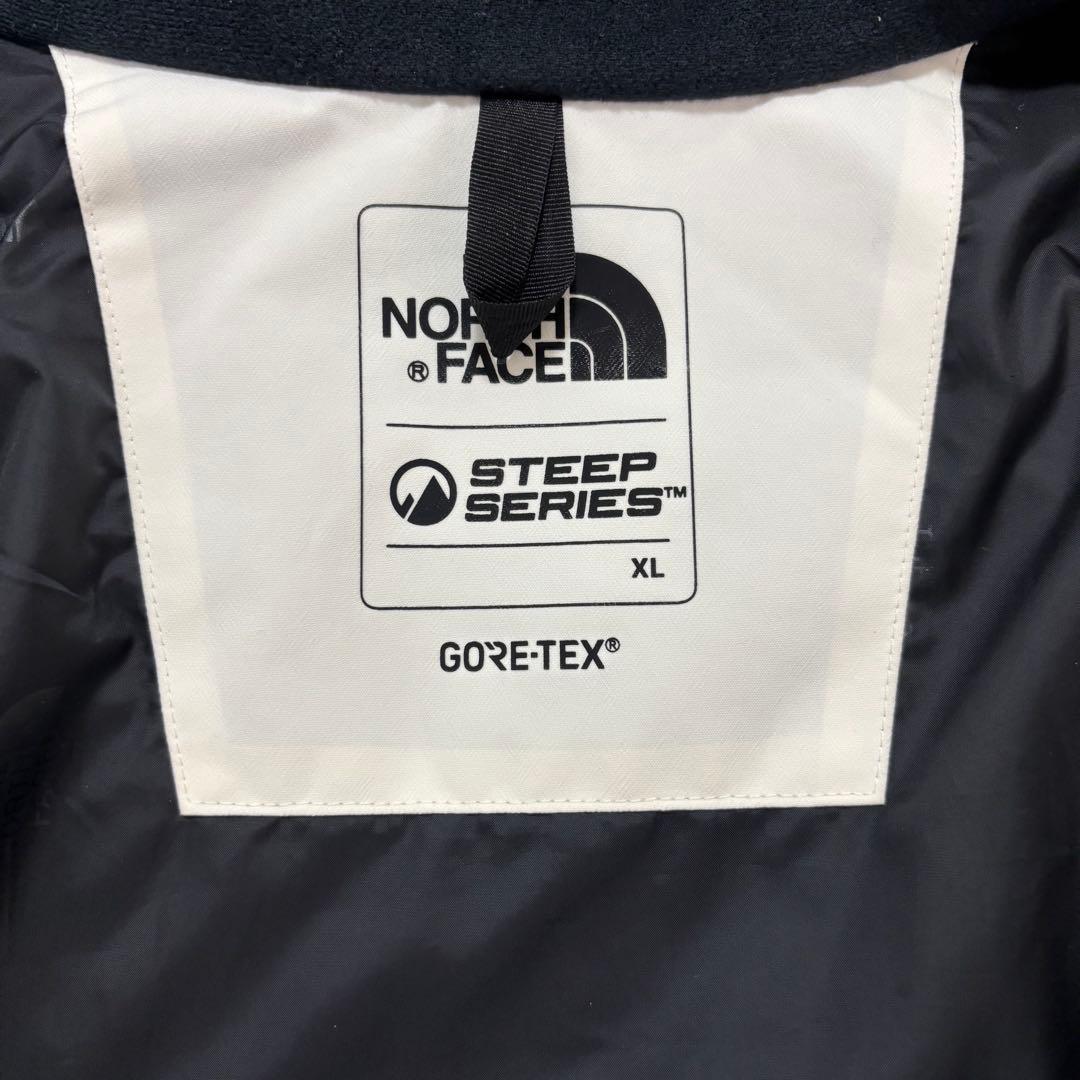 NORTH
® FACE
STEEP
SERIES™
XL
GORE-TEX®